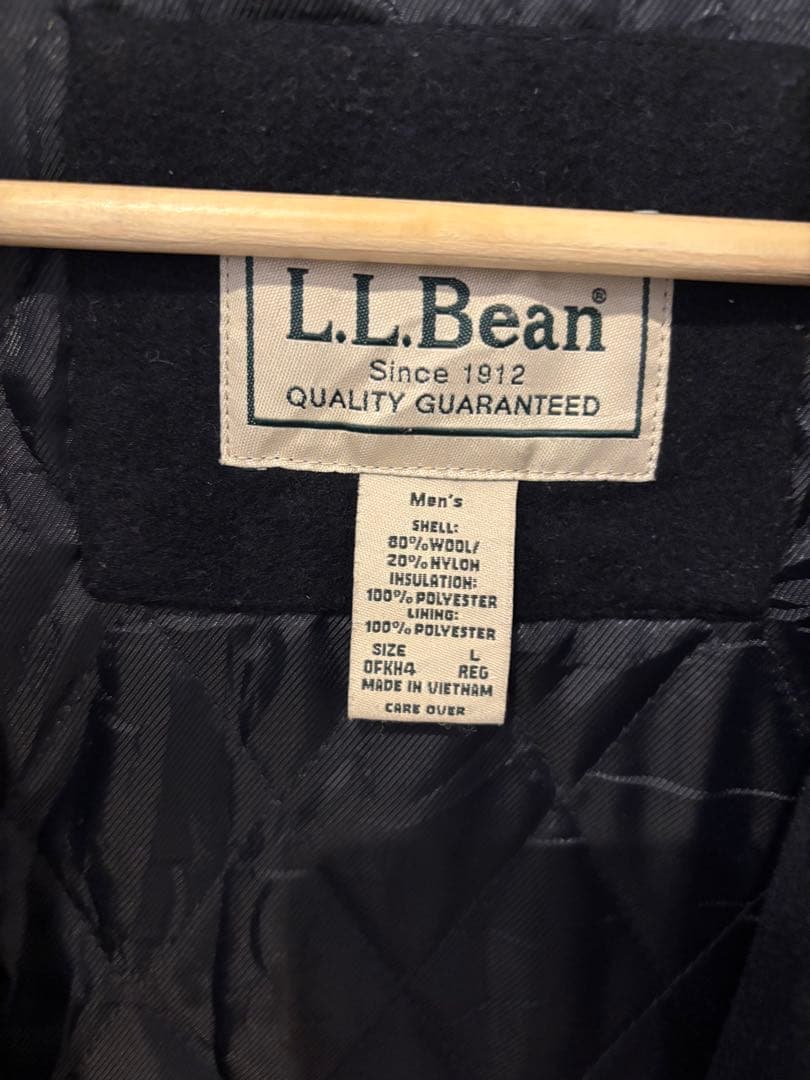 L.L.Bean®
Since 1912
QUALITY GUARANTEED
Men's
SHELL:
80% WOOL/
20% NYLON
INSULATION:
100% POLYESTER
LINING:
100% POLYESTER
SIZE L
0FKH4 REG
MADE IN VIETNAM
CARE OVER